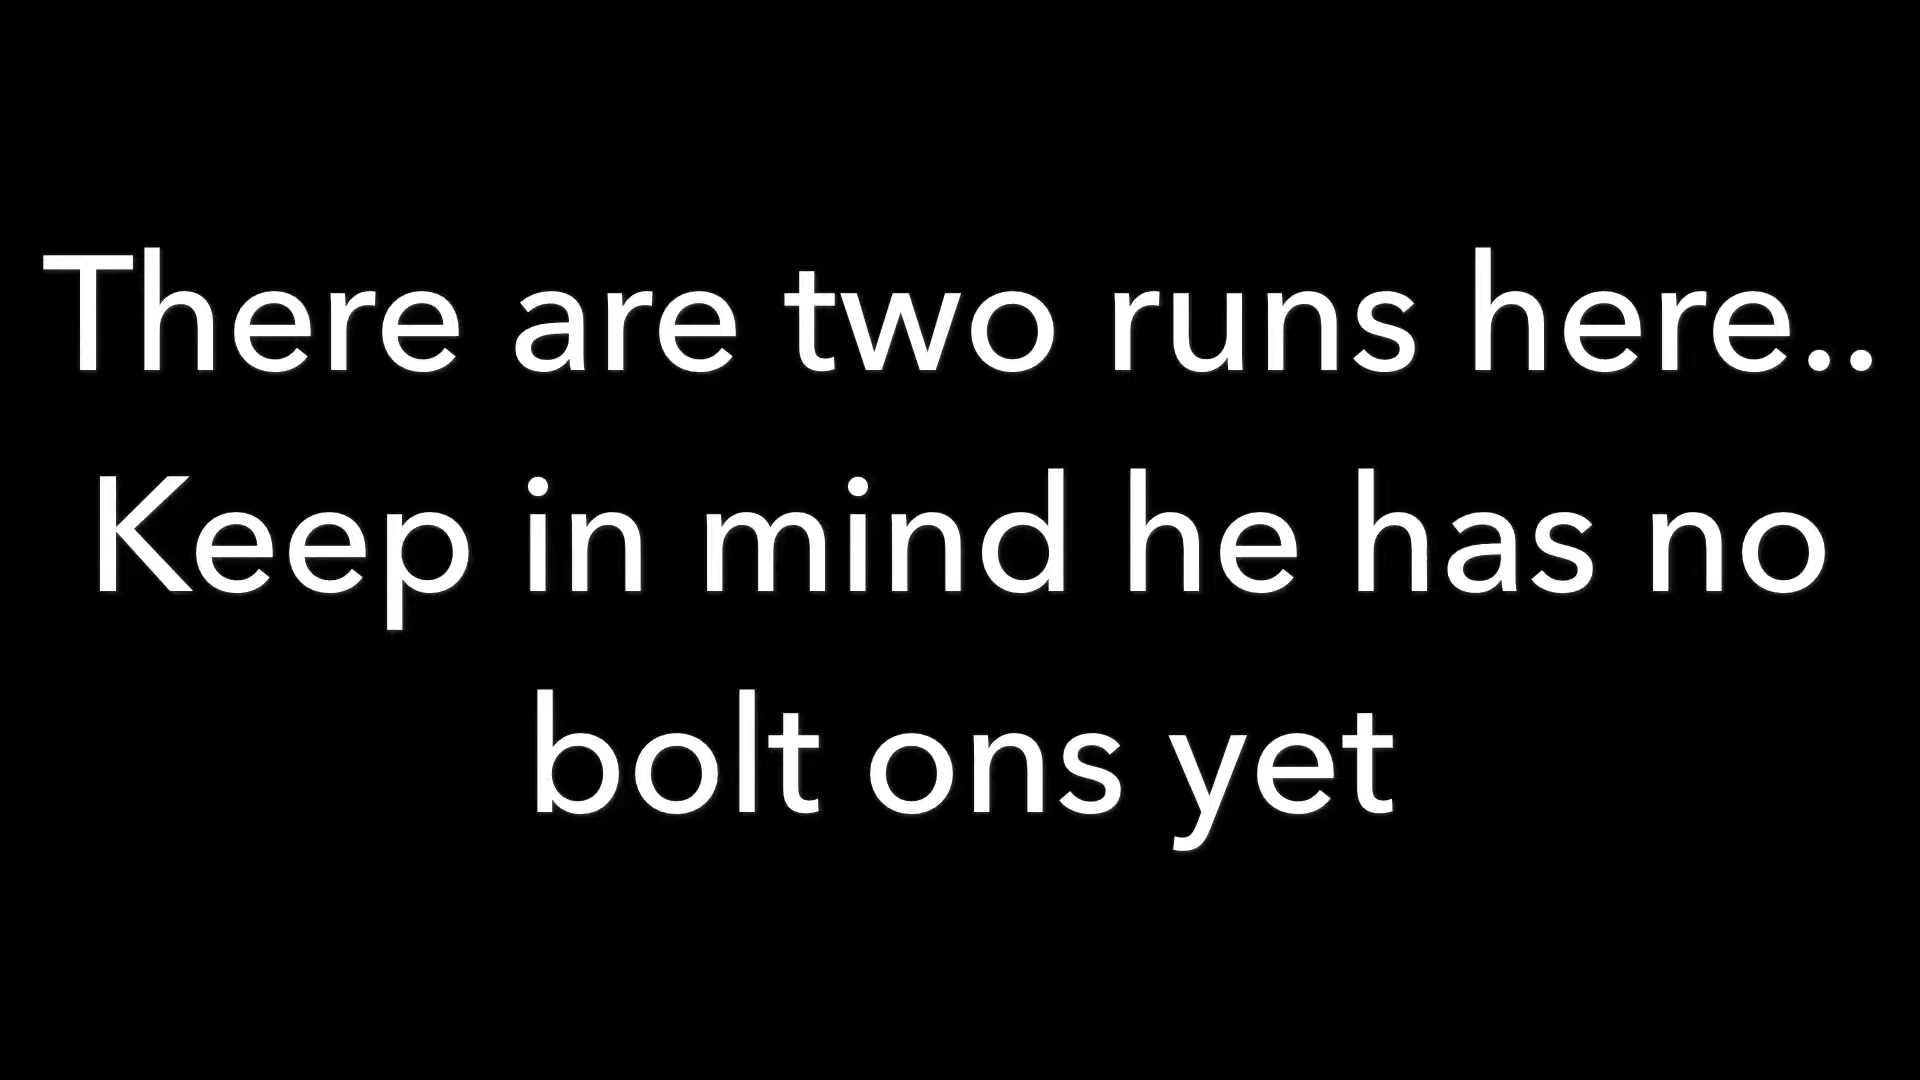 There are two runs here..
Keep in mind he has no
bolt ons yet